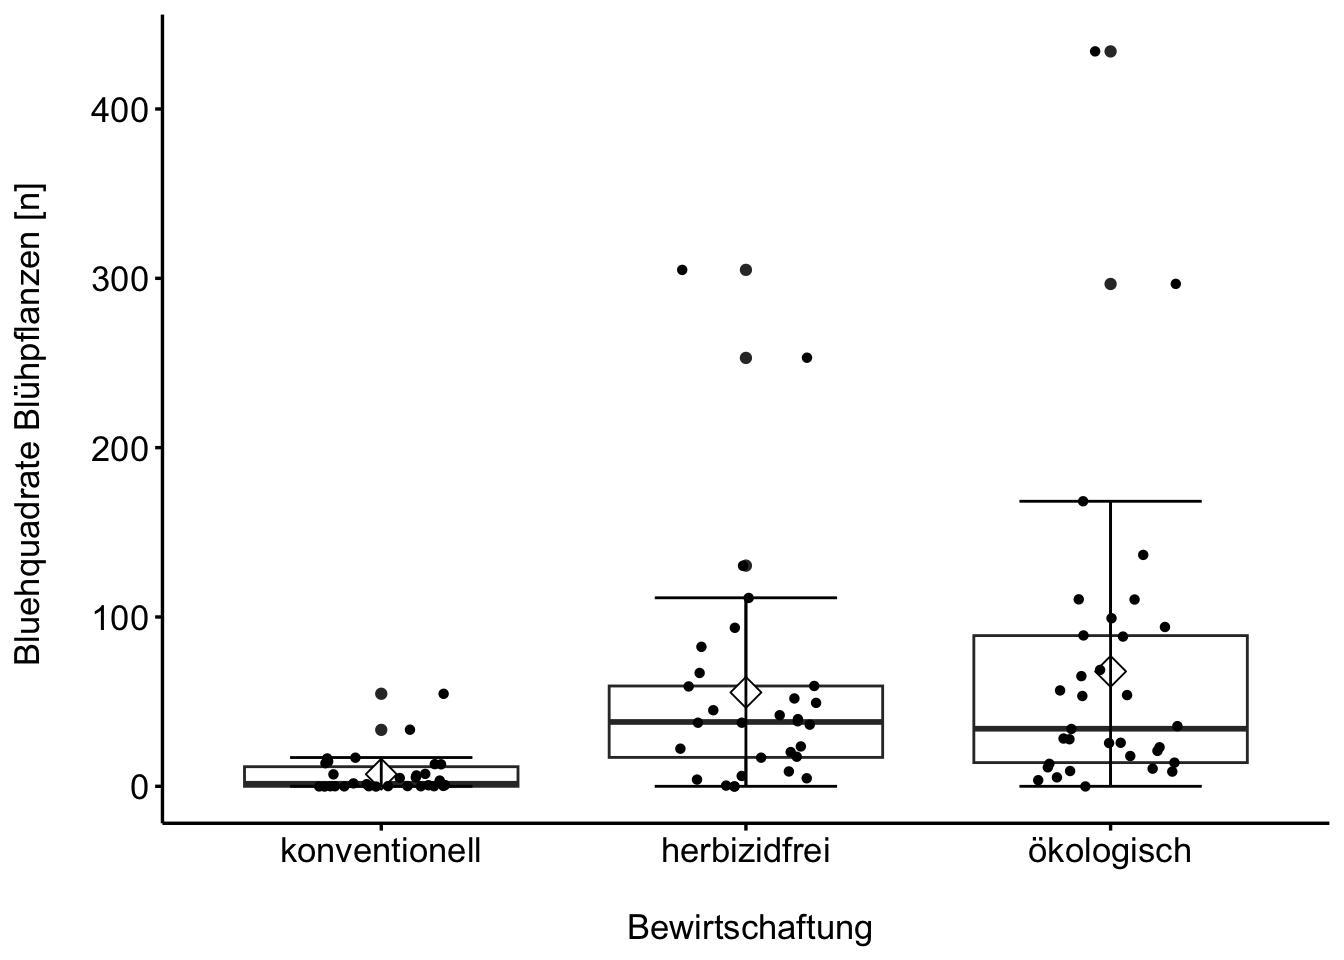 Bluehquadrate Blühpflanzen [n]
400
300
200
100
0
konventionell
herbizidfrei
ökologisch
Bewirtschaftung